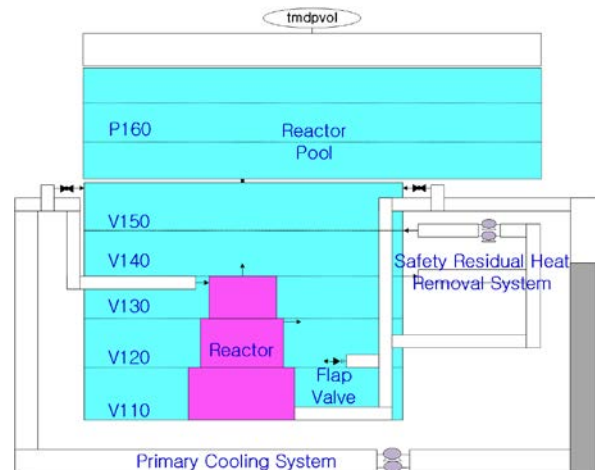 tmdpvol
P160
Reactor
Pool
V150
V140
Safety Residual Heat
Removal System
V130
V120
Reactor
Flap
Valve
V110
Primary Cooling System